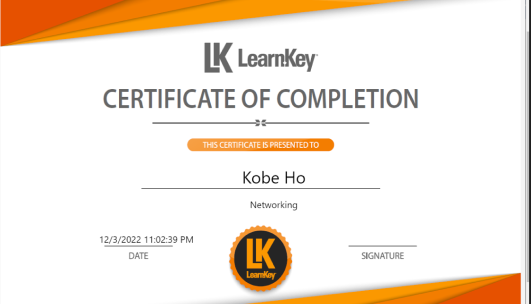 LK LearnKey
CERTIFICATE OF COMPLETION
THIS CERTIFICATE IS PRESENTED TO
Kobe Ho
Networking
12/3/2022 11:02:39 PM
DATE
LK
LearnKey
SIGNATURE